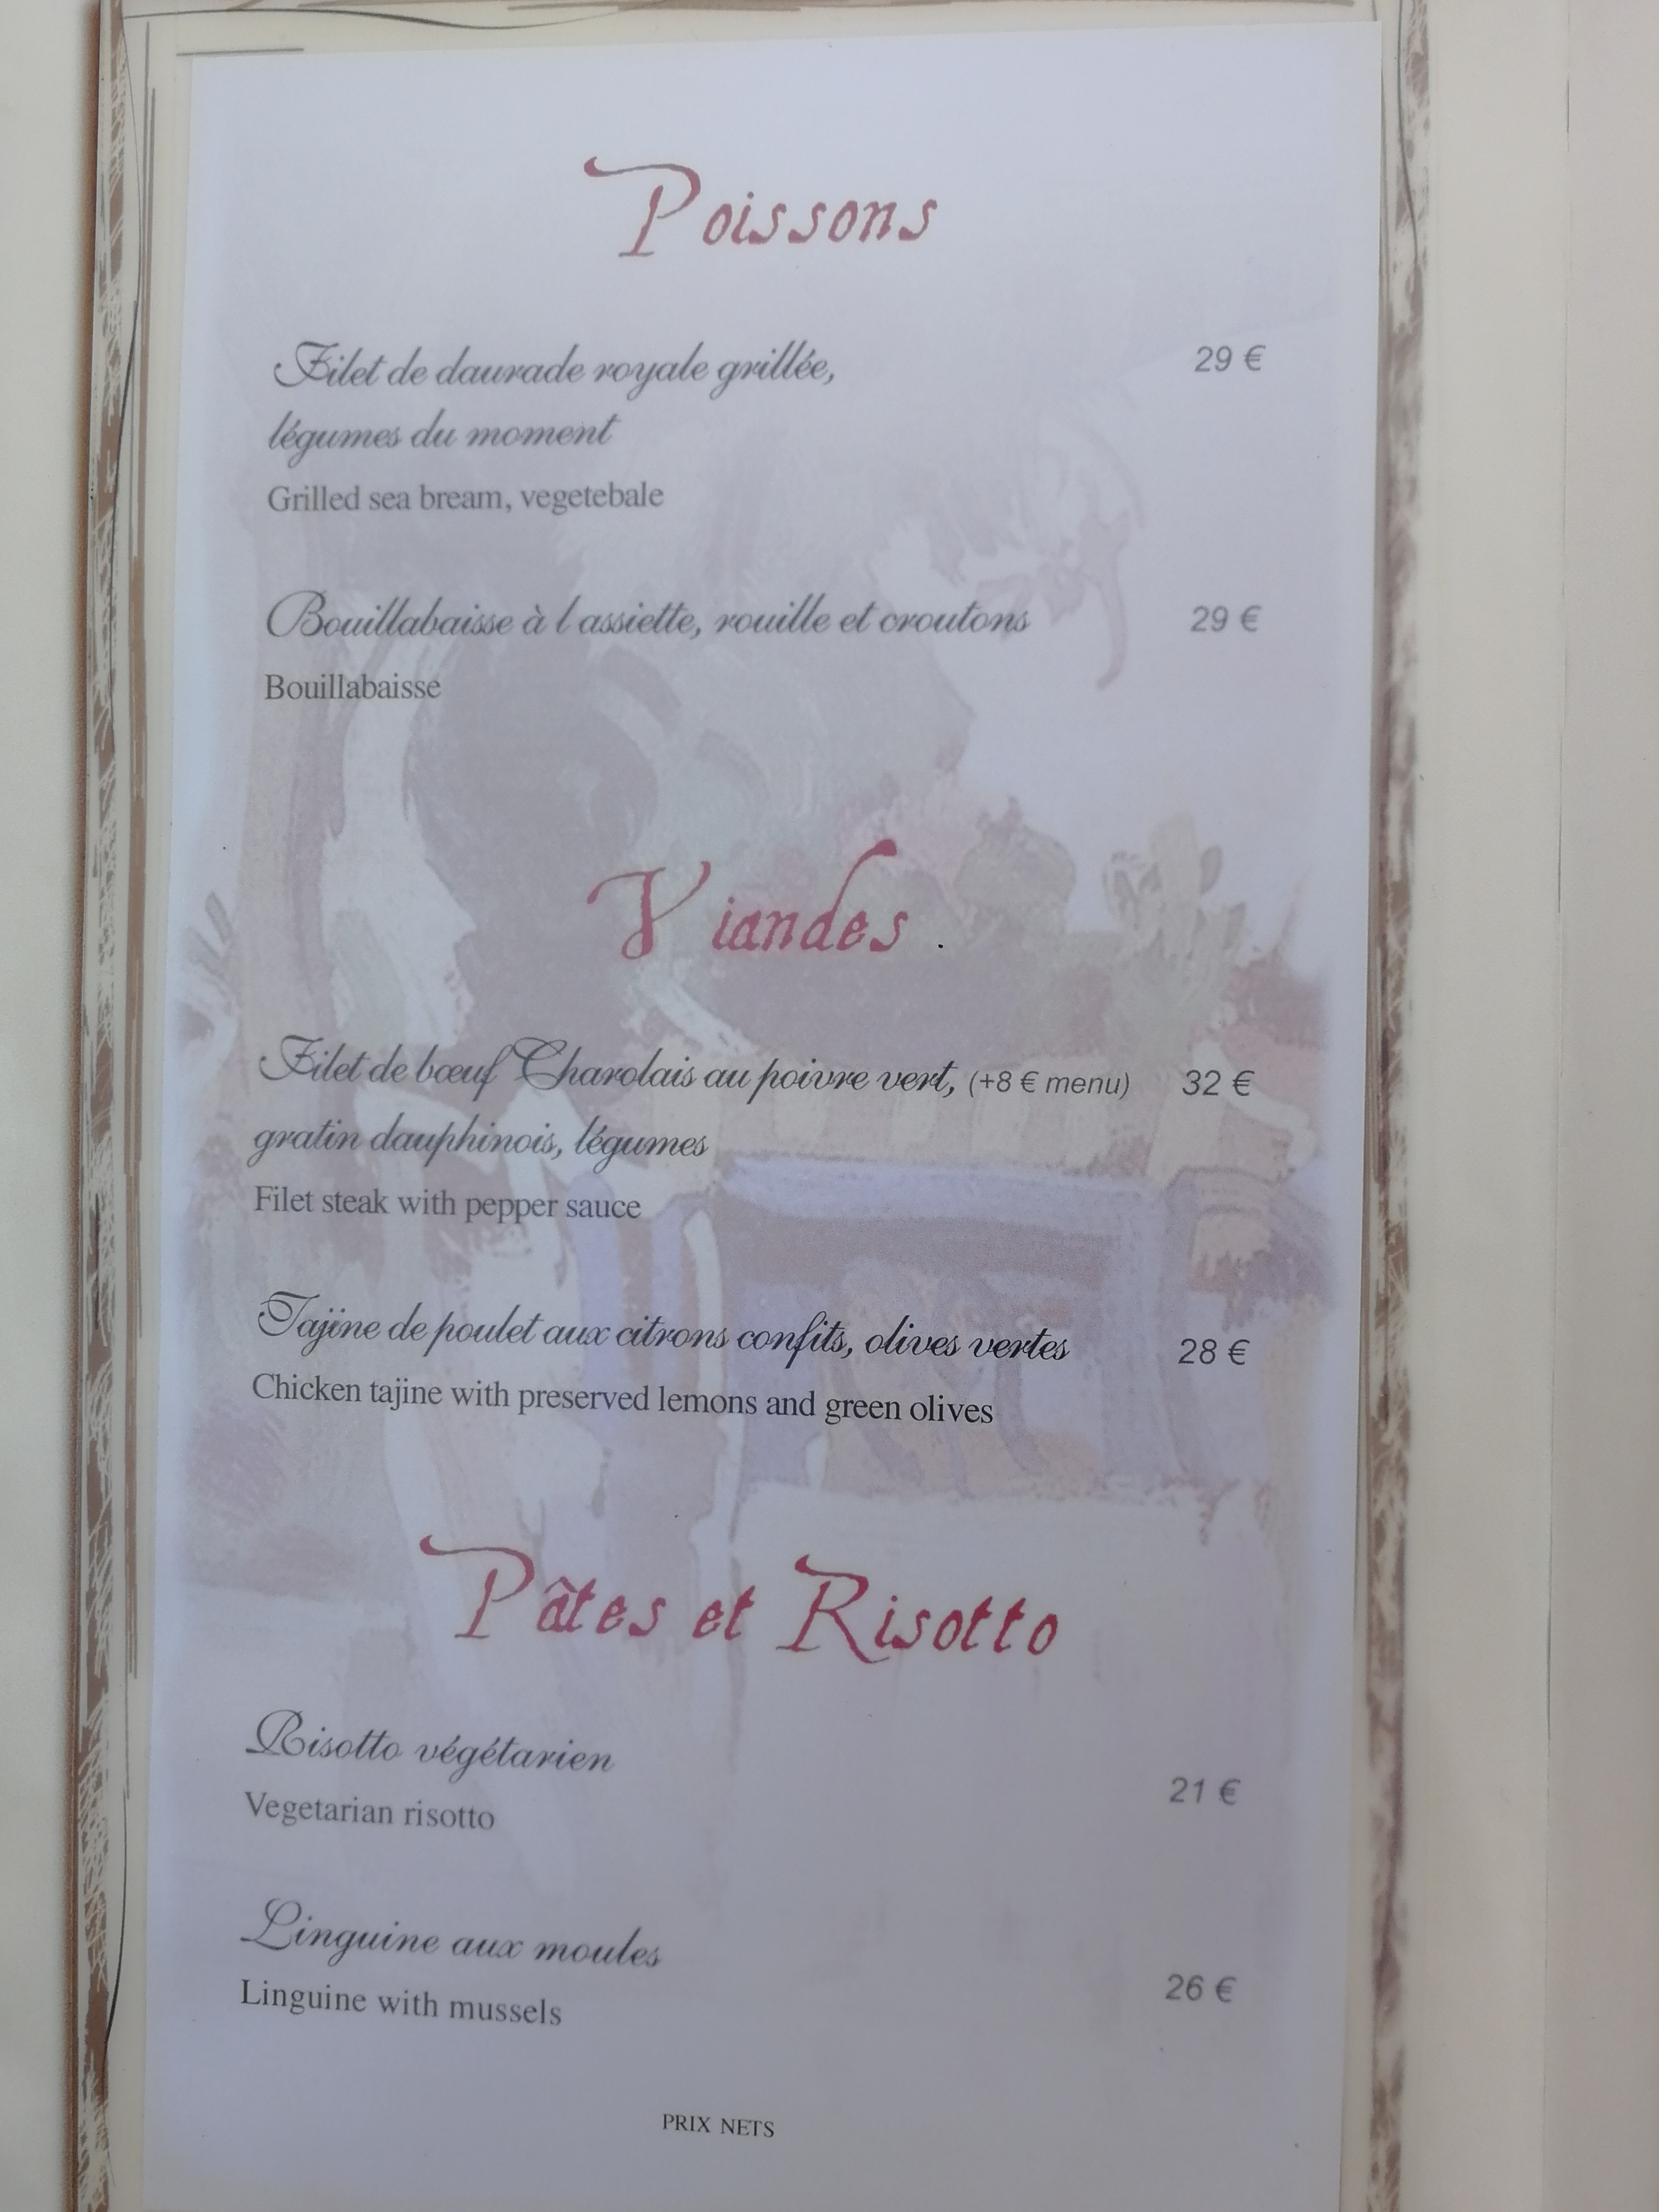 Poissons
Filet de daurade royale grillée, 29 €
légumes du moment
Grilled sea bream, vegetebale
Bouillabaisse à l assiette, rouille et croutons 29 €
Bouillabaisse
Viandes .
Filet de bœuf Charolais au poivre vert, (+8 € menu) 32 €
gratin dauphinois, légumes
Filet steak with pepper sauce
Tajine de poulet aux citrons confits, olives vertes 28 €
Chicken tajine with preserved lemons and green olives
Pâtes et Risotto
Risotto végétarien
21 €
Vegetarian risotto
Linguine aux moules
26 €
Linguine with mussels
PRIX NETS